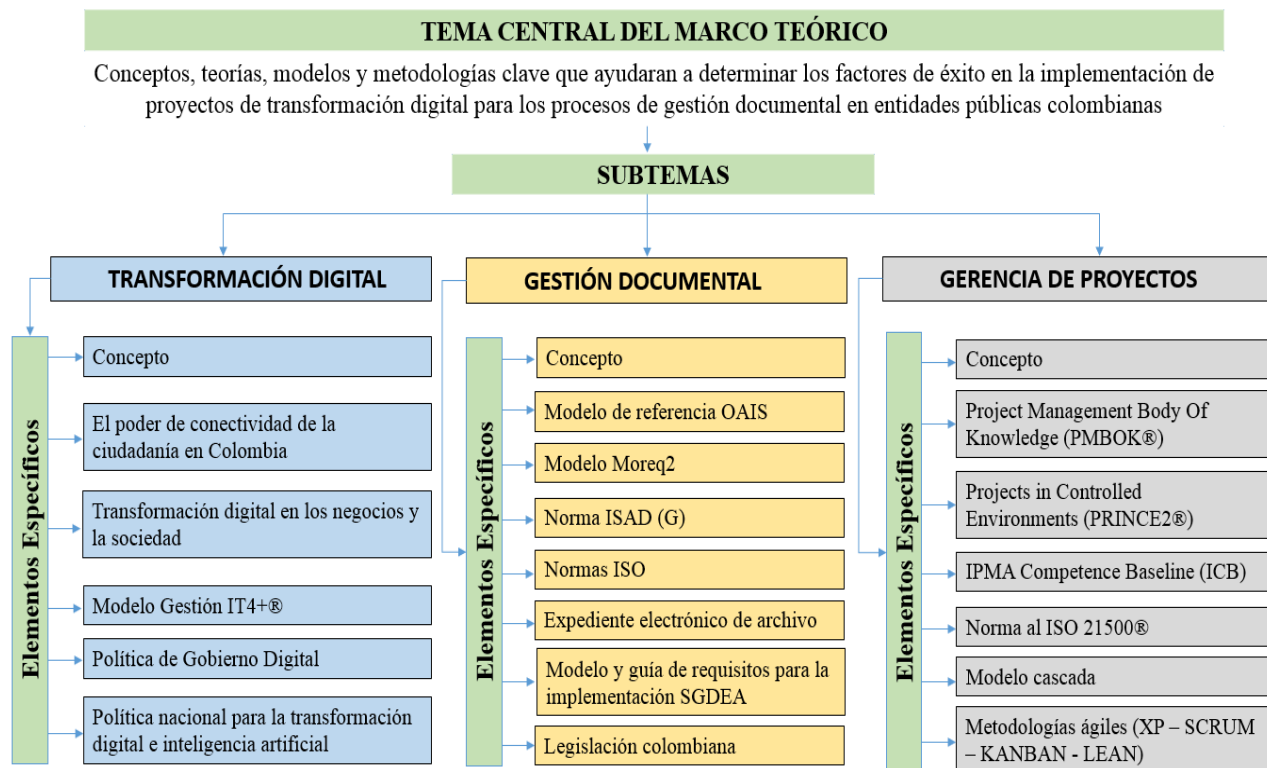 TEMA CENTRAL DEL MARCO TEÓRICO
Conceptos, teorías, modelos y metodologías clave que ayudaran a determinar los factores de éxito en la implementación de
proyectos de transformación digital para los procesos de gestión documental en entidades públicas colombianas
SUBTEMAS
TRANSFORMACIÓN DIGITAL
Elementos Específicos
Concepto
El poder de conectividad de la
ciudadanía en Colombia
Transformación digital en los negocios y
la sociedad
Modelo Gestión IT4+®
Política de Gobierno Digital
Política nacional para la transformación
digital e inteligencia artificial
GESTIÓN DOCUMENTAL
Elementos Específicos
Concepto
Modelo de referencia OAIS
Modelo Moreq2
Norma ISAD (G)
Normas ISO
Expediente electrónico de archivo
Modelo y guía de requisitos para la
implementación SGDEA
Legislación colombiana
GERENCIA DE PROYECTOS
Elementos Específicos
Concepto
Project Management Body Of
Knowledge (PMBOK®)
Projects in Controlled
Environments (PRINCE2®)
IPMA Competence Baseline (ICB)
Norma al ISO 21500®
Modelo cascada
Metodologías ágiles (XP – SCRUM
– KANBAN - LEAN)